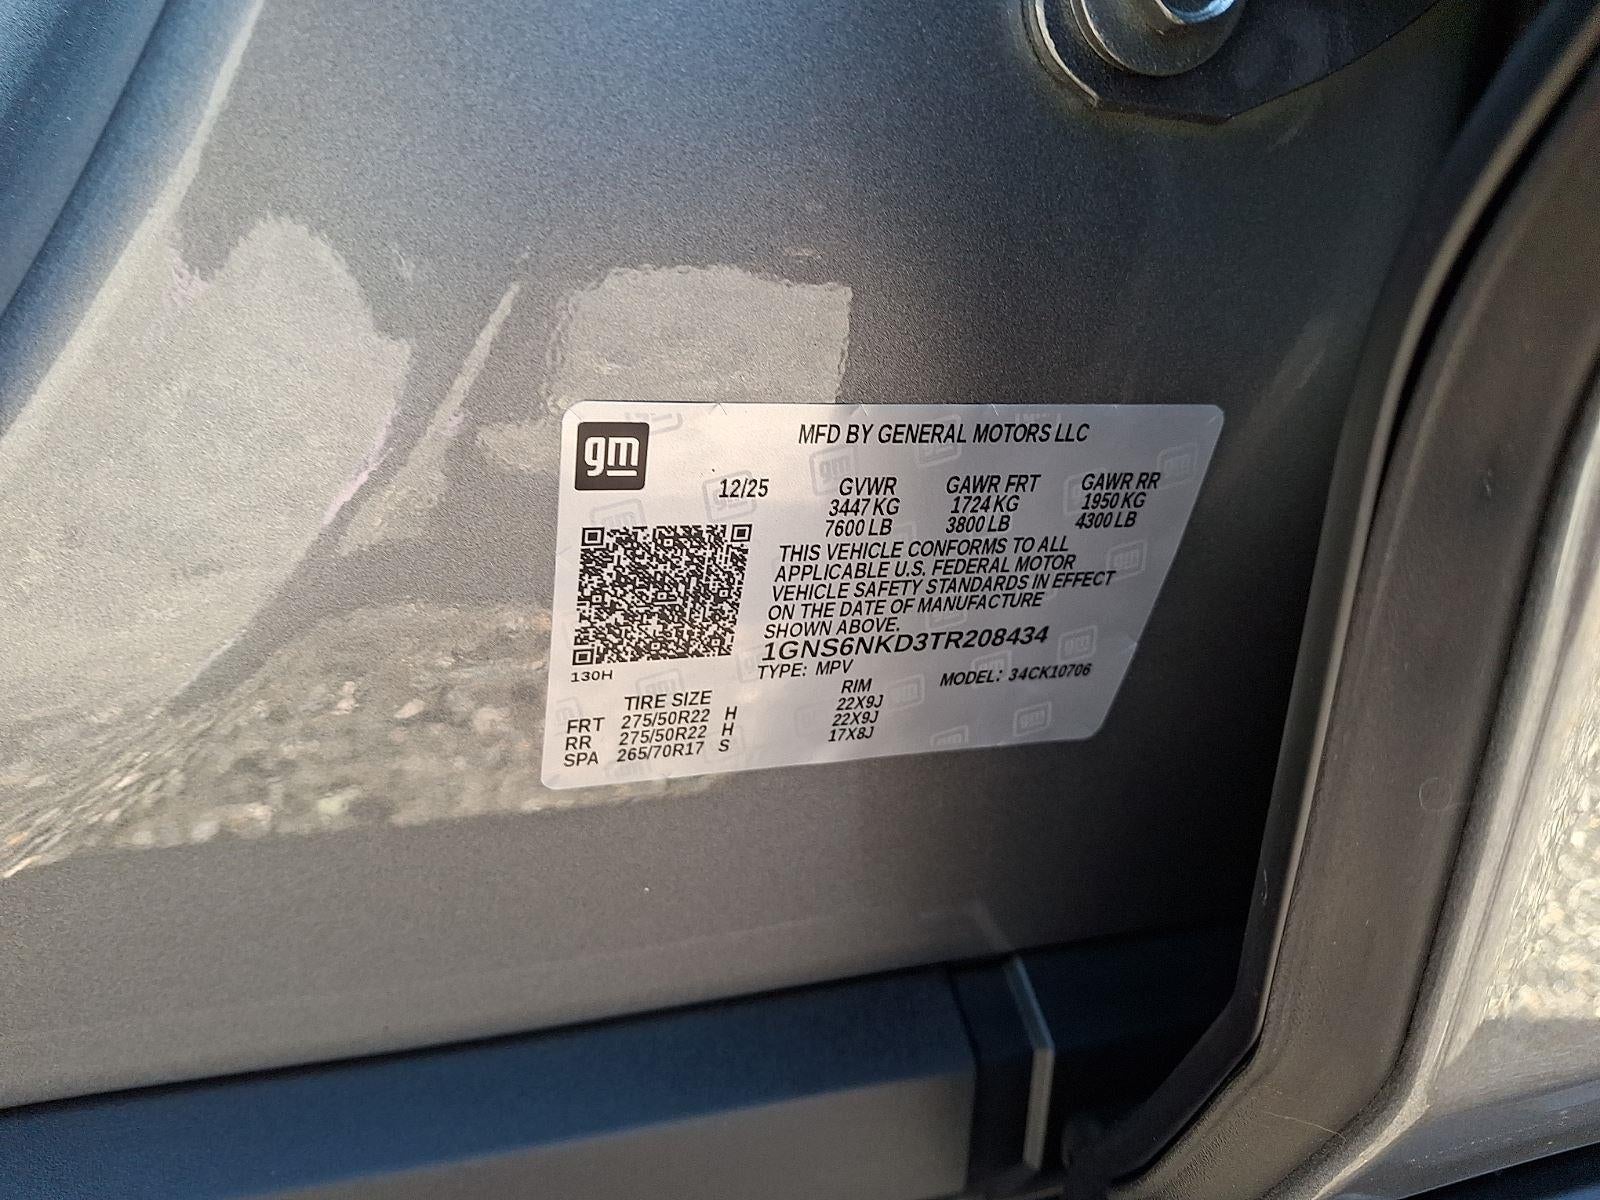 gm
MFD BY GENERAL MOTORS LLC
12/25
GVWR GAWR FRT GAWR RR
3447 KG 1724 KG 1950 KG
7600 LB 3800 LB 4300 LB
THIS VEHICLE CONFORMS TO ALL
APPLICABLE U.S. FEDERAL MOTOR
VEHICLE SAFETY STANDARDS IN EFFECT
ON THE DATE OF MANUFACTURE
SHOWN ABOVE.
1GNS6NKD3TR208434
TYPE: MPV MODEL: 34CK10706
130H
TIRE SIZE RIM
FRT 275/50R22 H 22X9J
RR 275/50R22 H 22X9J
SPA 265/70R17 S 17X8J